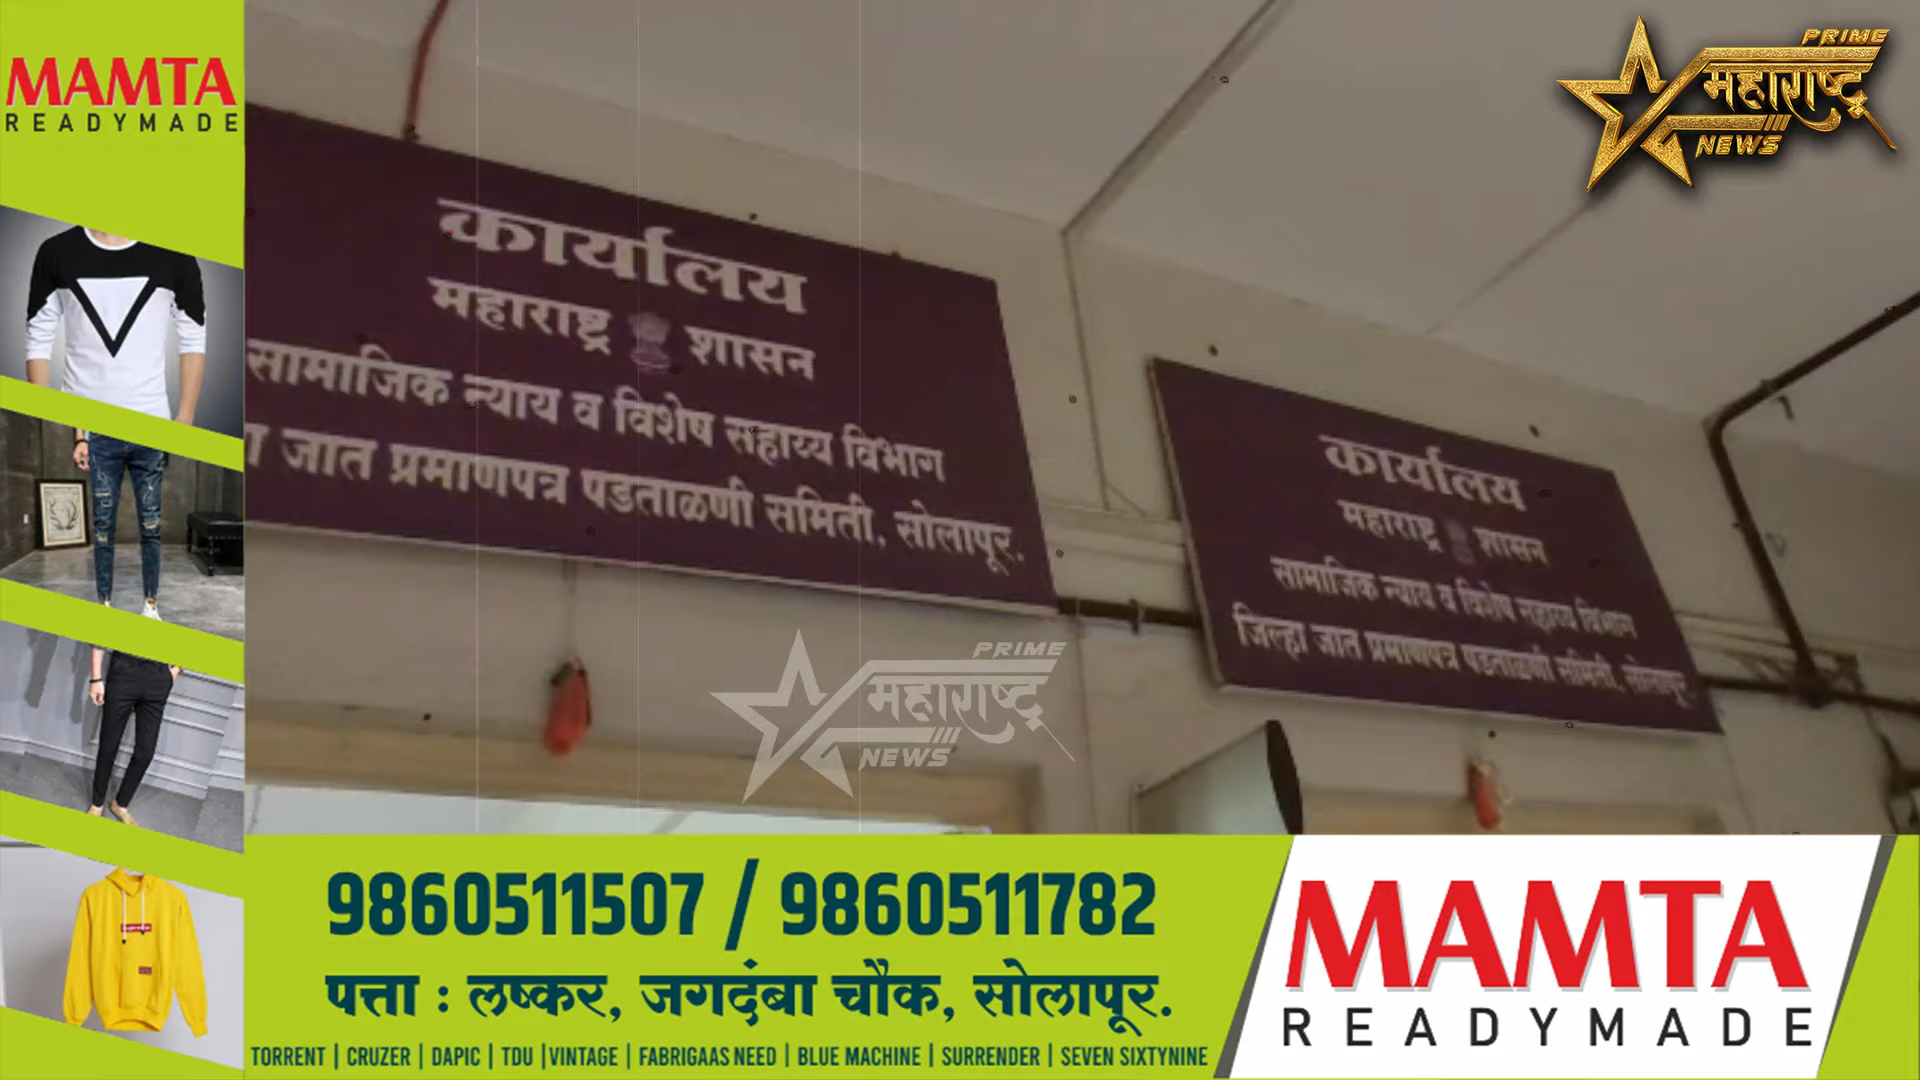 MAMTA
READYMADE
PRIME
महाराष्ट्र
NEWS
कार्यालय
महाराष्ट्र शासन
सामाजिक न्याय व विशेष सहाय्य विभाग
जात प्रमाणपत्र पडताळणी समिती, सोलापूर.
कार्यालय
महाराष्ट्र शासन
सामाजिक न्याय व विशेष सहाय्य विभाग
जिल्हा जात प्रमाणपत्र पडताळणी समिती, सोलापूर
PRIME
महाराष्ट्र
NEWS
9860511507 / 9860511782
पत्ता : लष्कर, जगदंबा चौक, सोलापूर.
TORRENT | CRUZER | DAPIC | TDU | VINTAGE | FABRIGAAS NEED | BLUE MACHINE | SURRENDER | SEVEN SIXTYNINE
MAMTA
READYMADE